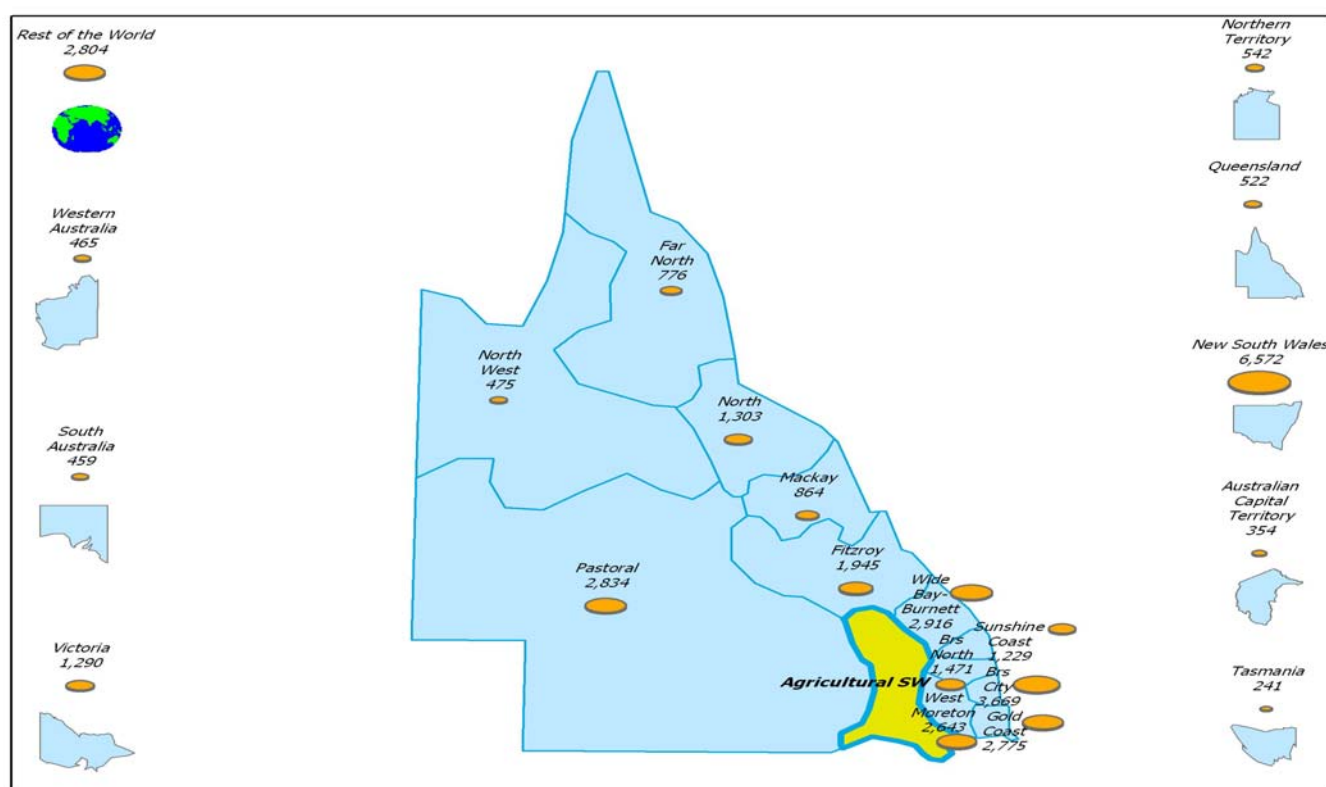 Rest of the World
2,804
Western
Australia
465
South
Australia
459
Victoria
1,290
Far
North
776
North
West
475
North
1,303
Mackay
864
Fitzroy
1,945
Pastoral
2,834
Wide
Bay-
Burnett
2,916
Sunshine
Coast
1,229
Brs
North
1,471
Brs
City
3,669
Agricultural SW
West
Moreton
2,643
Gold
Coast
2,775
Northern
Territory
542
Queensland
522
New South Wales
6,572
Australian
Capital
Territory
354
Tasmania
241